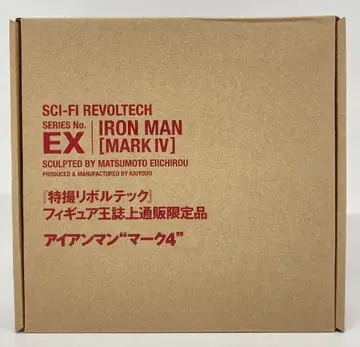 SCI-FI REVOLTECH
SERIES No.
EX
IRON MAN
[MARK IV]
SCULPTED BY MATSUMOTO EIICHIROU
PRODUCED & MANUFACTURED BY KAIYODO
『特撮リボルテック』
フィギュア王誌上通販限定品
アイアンマン“マーク4”